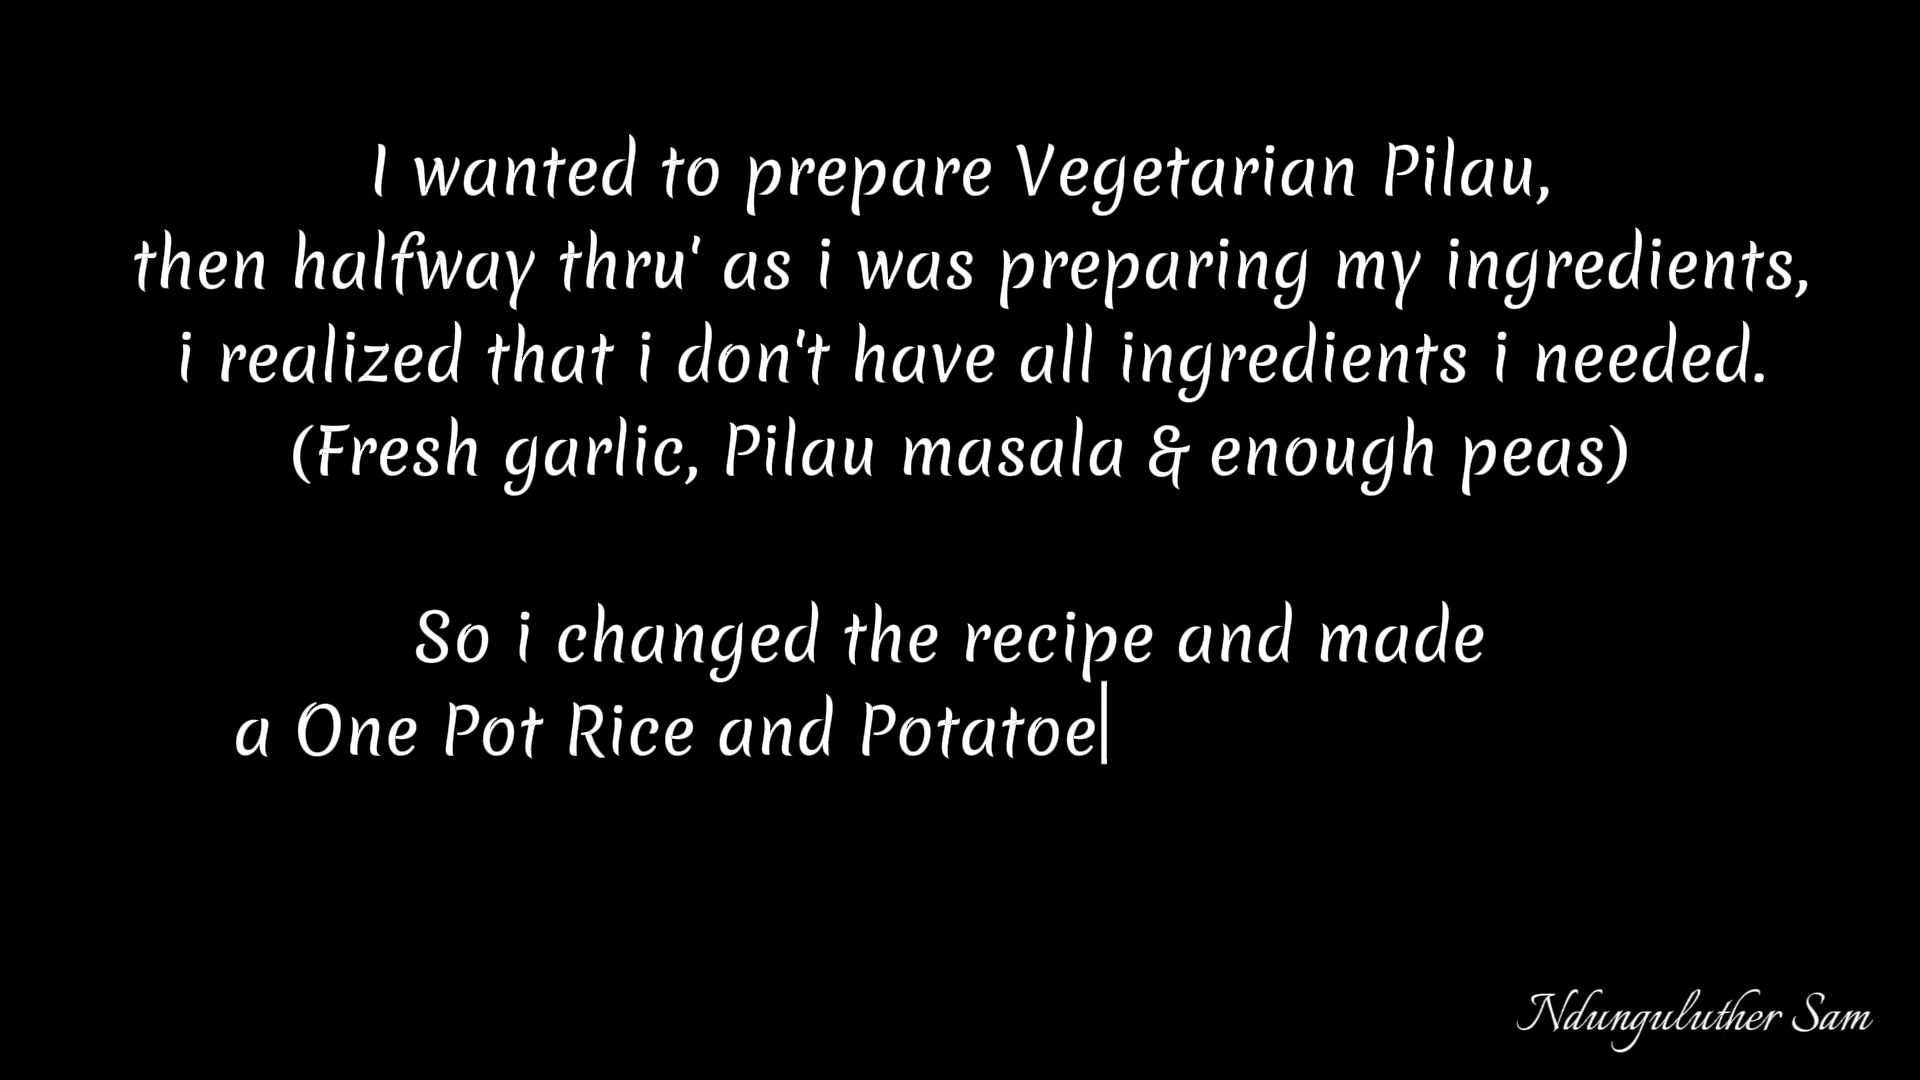 I wanted to prepare Vegetarian Pilau,
then halfway thru' as i was preparing my ingredients,
i realized that i don't have all ingredients i needed.
(Fresh garlic, Pilau masala & enough peas)
So i changed the recipe and made
a One Pot Rice and Potatoe
Ndunguluther Sam